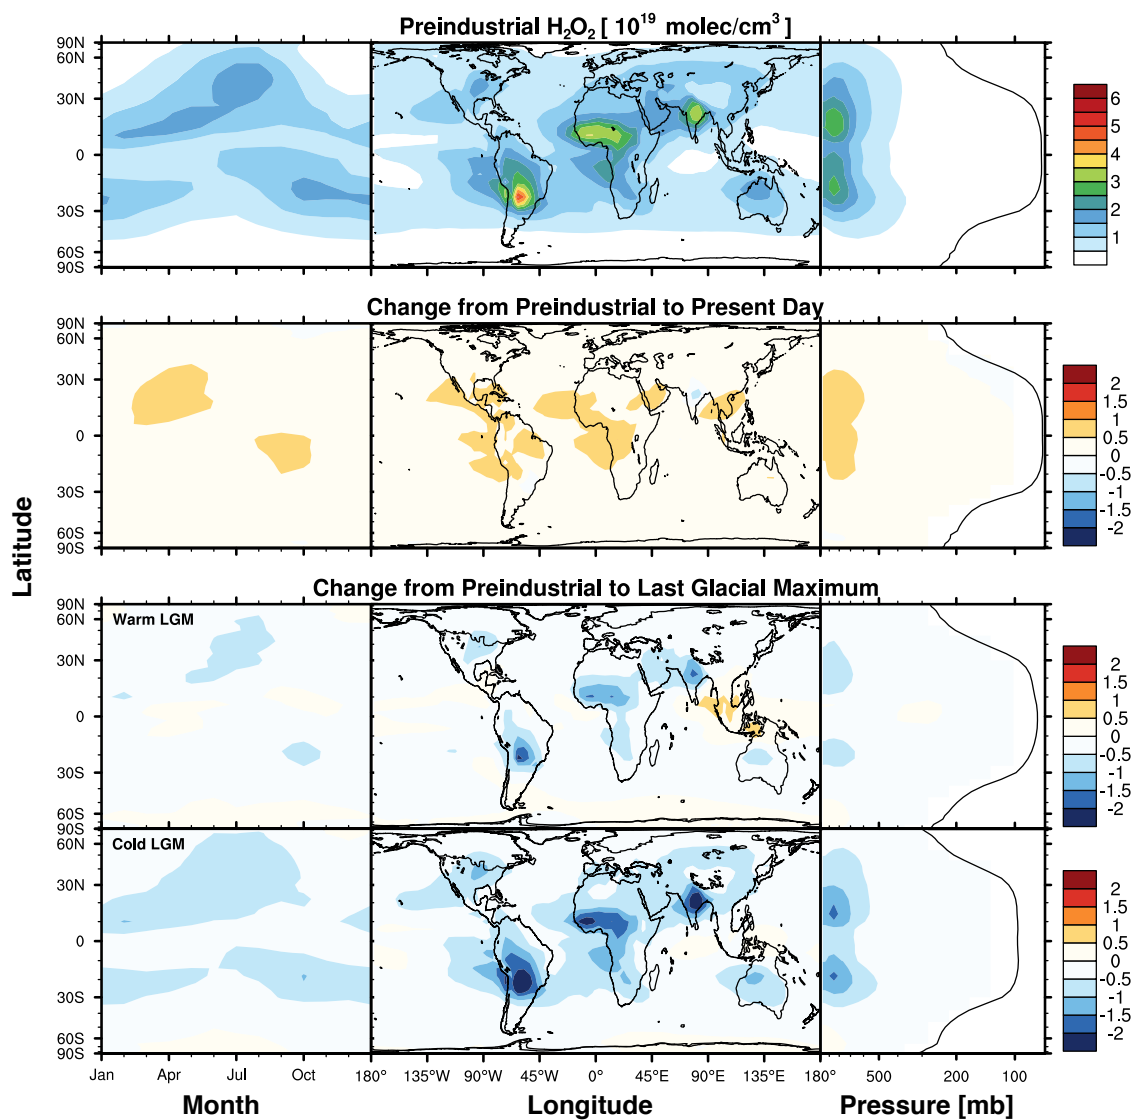 Preindustrial H₂O₂ [ 10¹⁹ molec/cm³ ]
90N
60N
30N
0
30S
60S
90S
6
5
4
3
2
1
Change from Preindustrial to Present Day
90N
60N
30N
0
30S
60S
90S
2
1.5
1
0.5
0
-0.5
-1
-1.5
-2
Latitude
Change from Preindustrial to Last Glacial Maximum
Warm LGM
90N
60N
30N
0
30S
60S
90S
2
1.5
1
0.5
0
-0.5
-1
-1.5
-2
Cold LGM
60N
30N
0
30S
60S
90S
2
1.5
1
0.5
0
-0.5
-1
-1.5
-2
Jan Apr Jul Oct 180° 135°W 90°W 45°W 0° 45°E 90°E 135°E 180° 500 200 100
Month Longitude Pressure [mb]